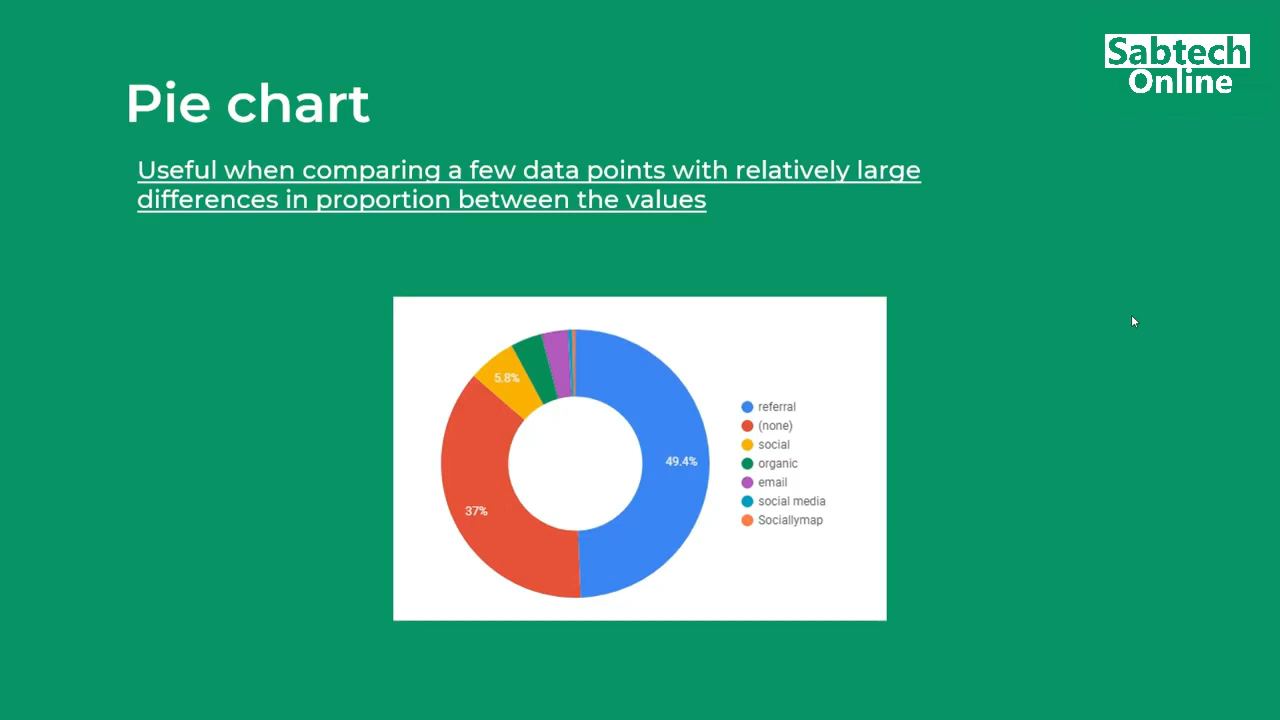 Sabtech
Online
Pie chart
Useful when comparing a few data points with relatively large
differences in proportion between the values
5.8%
49.4%
37%
referral
(none)
social
organic
email
social media
Sociallymap